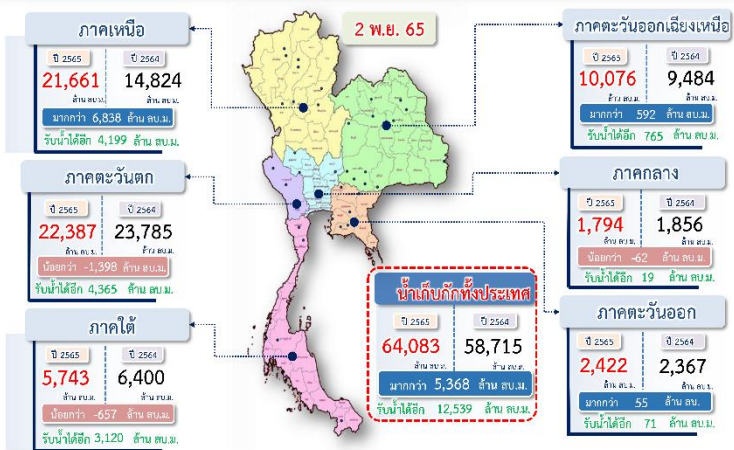 2 พ.ย. 65
ภาคเหนือ
ปี 2565 ปี 2564
21,661 14,824
ล้าน ลบ.ม. ล้าน ลบ.ม.
มากกว่า 6,838 ล้าน ลบ.ม.
รับน้ำได้อีก 4,199 ล้าน ลบ.ม.
ภาคตะวันตก
ปี 2565 ปี 2564
22,387 23,785
ล้าน ลบ.ม. ล้าน ลบ.ม.
น้อยกว่า -1,398 ล้าน ลบ.ม.
รับน้ำได้อีก 4,365 ล้าน ลบ.ม.
ภาคใต้
ปี 2565 ปี 2564
5,743 6,400
ล้าน ลบ.ม. ล้าน ลบ.ม.
น้อยกว่า -657 ล้าน ลบ.ม.
รับน้ำได้อีก 3,120 ล้าน ลบ.ม.
น้ำเก็บกักทั้งประเทศ
ปี 2565 ปี 2564
64,083 58,715
ล้าน ลบ.ม. ล้าน ลบ.ม.
มากกว่า 5,368 ล้าน ลบ.ม.
รับน้ำได้อีก 12,539 ล้าน ลบ.ม.
ภาคตะวันออกเฉียงเหนือ
ปี 2565 ปี 2564
10,076 9,484
ล้าน ลบ.ม. ล้าน ลบ.ม.
มากกว่า 592 ล้าน ลบ.ม.
รับน้ำได้อีก 765 ล้าน ลบ.ม.
ภาคกลาง
ปี 2565 ปี 2564
1,794 1,856
ล้าน ลบ.ม. ล้าน ลบ.ม.
น้อยกว่า -62 ล้าน ลบ.ม.
รับน้ำได้อีก 19 ล้าน ลบ.ม.
ภาคตะวันออก
ปี 2565 ปี 2564
2,422 2,367
ล้าน ลบ.ม. ล้าน ลบ.ม.
มากกว่า 55 ล้าน ลบ.
รับน้ำได้อีก 71 ล้าน ลบ.ม.